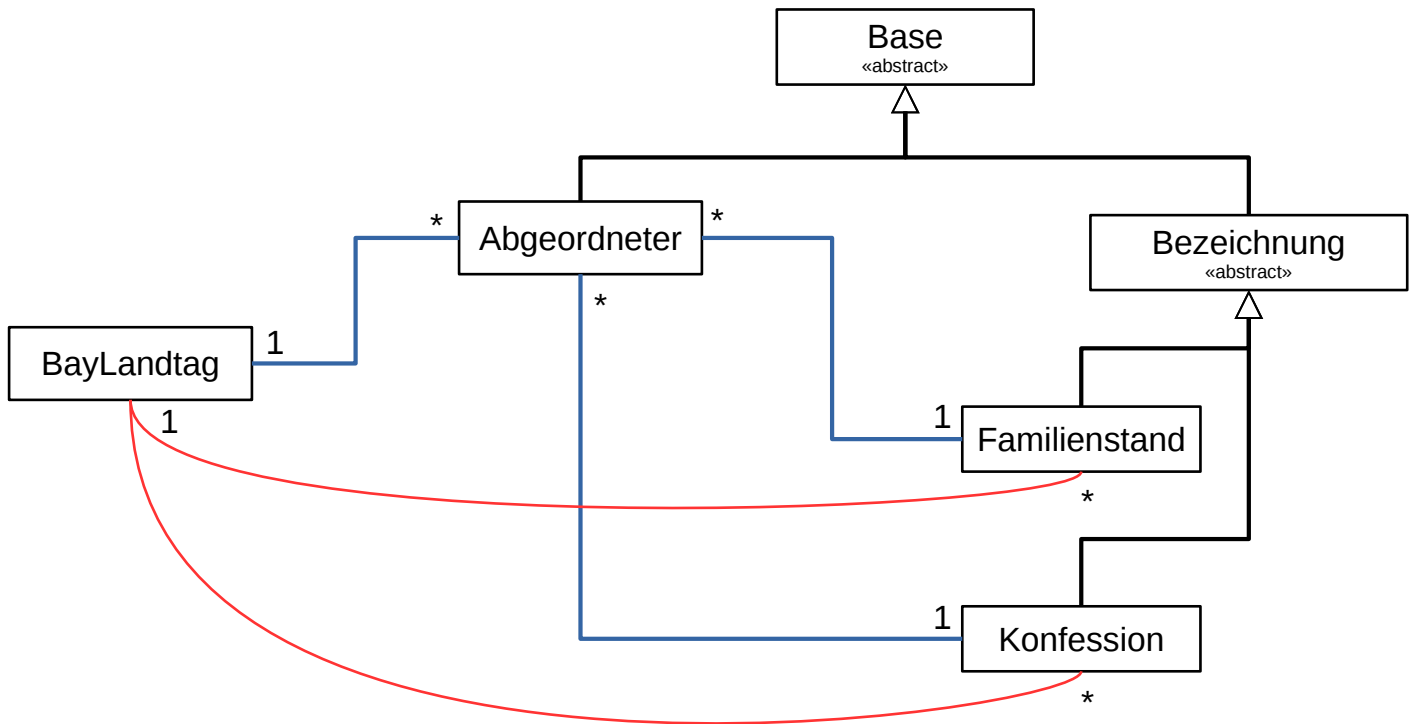 Base
«abstract»
* Abgeordneter *
Bezeichnung
«abstract»
*
1
BayLandtag
1
1
Familienstand
*
1
Konfession
*